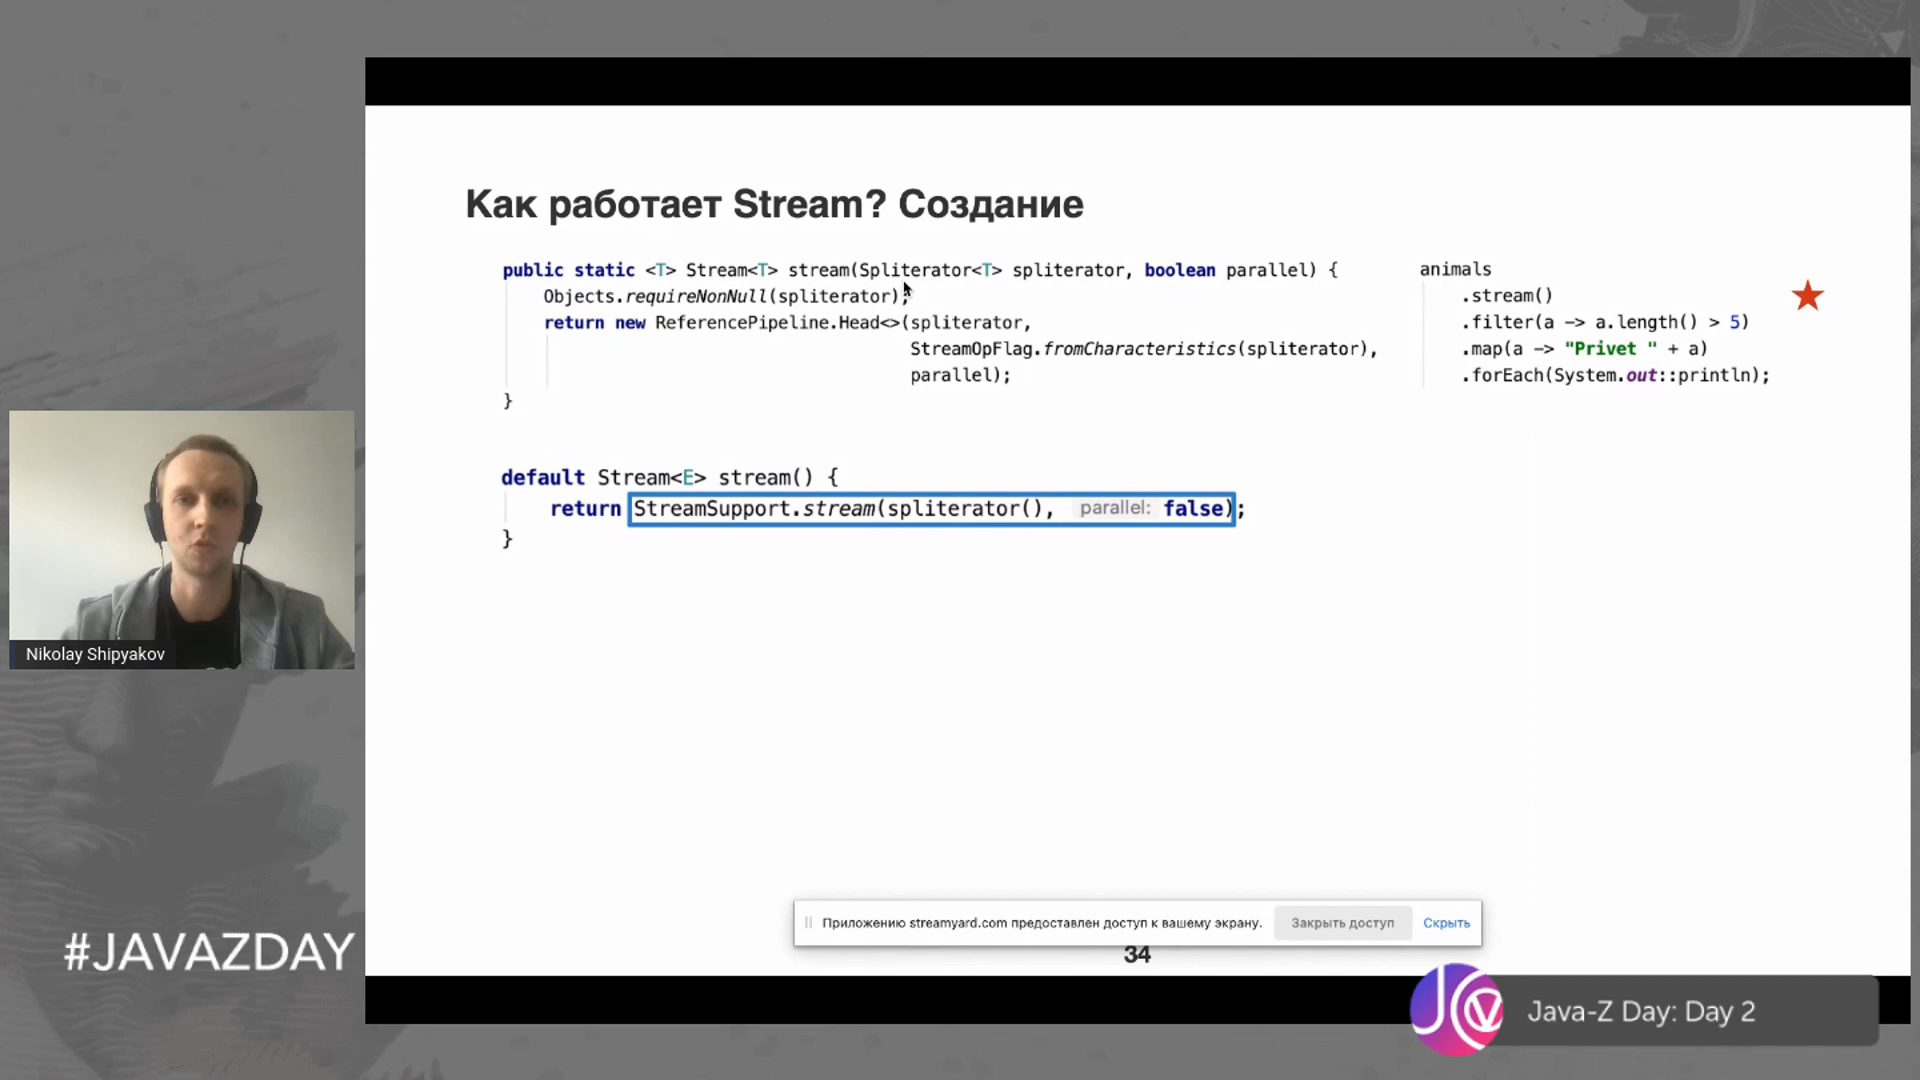 Как работает Stream? Создание
public static <T> Stream<T> stream(Spliterator<T> spliterator, boolean parallel) {
Objects.requireNonNull(spliterator);
return new ReferencePipeline.Head<>(spliterator,
StreamOpFlag.fromCharacteristics(spliterator),
parallel);
}
animals
.stream()
.filter(a -> a.length() > 5)
.map(a -> "Privet " + a)
.forEach(System.out::println);
default Stream<E> stream() {
return StreamSupport.stream(spliterator(), parallel: false);
}
Nikolay Shipyakov
Приложению streamyard.com предоставлен доступ к вашему экрану.
Закрыть доступ
Скрыть
34
#JAVAZDAY
Java-Z Day: Day 2